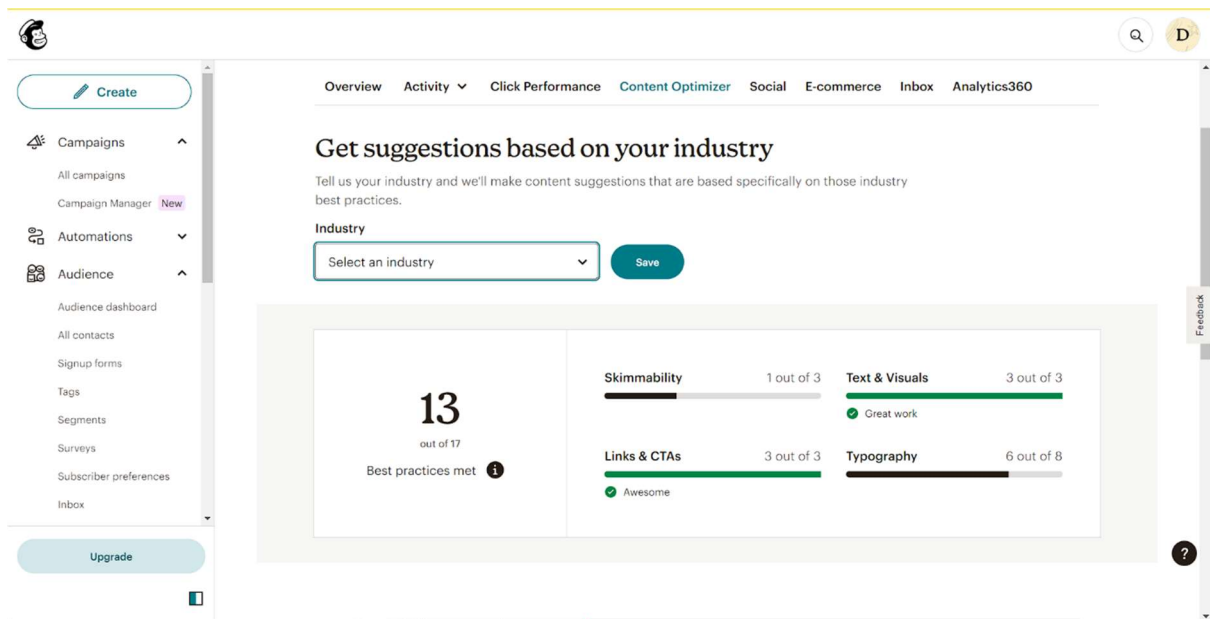 D
Create
Campaigns
All campaigns
Campaign Manager New
Automations
Audience
Audience dashboard
All contacts
Signup forms
Tags
Segments
Surveys
Subscriber preferences
Inbox
Upgrade
Overview Activity Click Performance Content Optimizer Social E-commerce Inbox Analytics360
Get suggestions based on your industry
Tell us your industry and we'll make content suggestions that are based specifically on those industry
best practices.
Industry
Select an industry
Save
13
out of 17
Best practices met
Skimmability 1 out of 3
Text & Visuals 3 out of 3
Great work
Links & CTAs 3 out of 3
Awesome
Typography 6 out of 8
Feedback
?